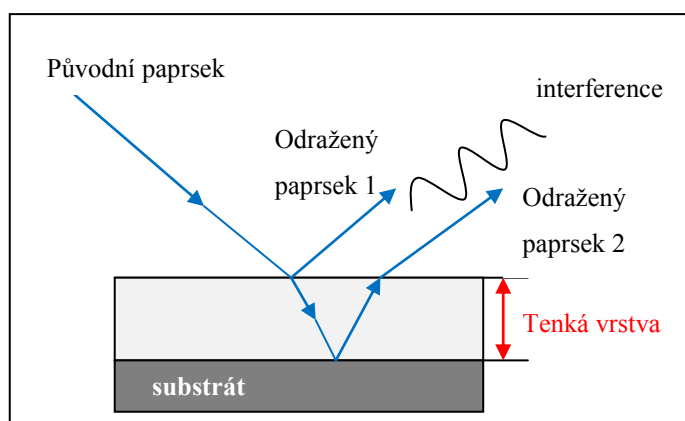 Původní paprsek
interference
Odražený
paprsek 1
Odražený
paprsek 2
Tenká vrstva
substrát